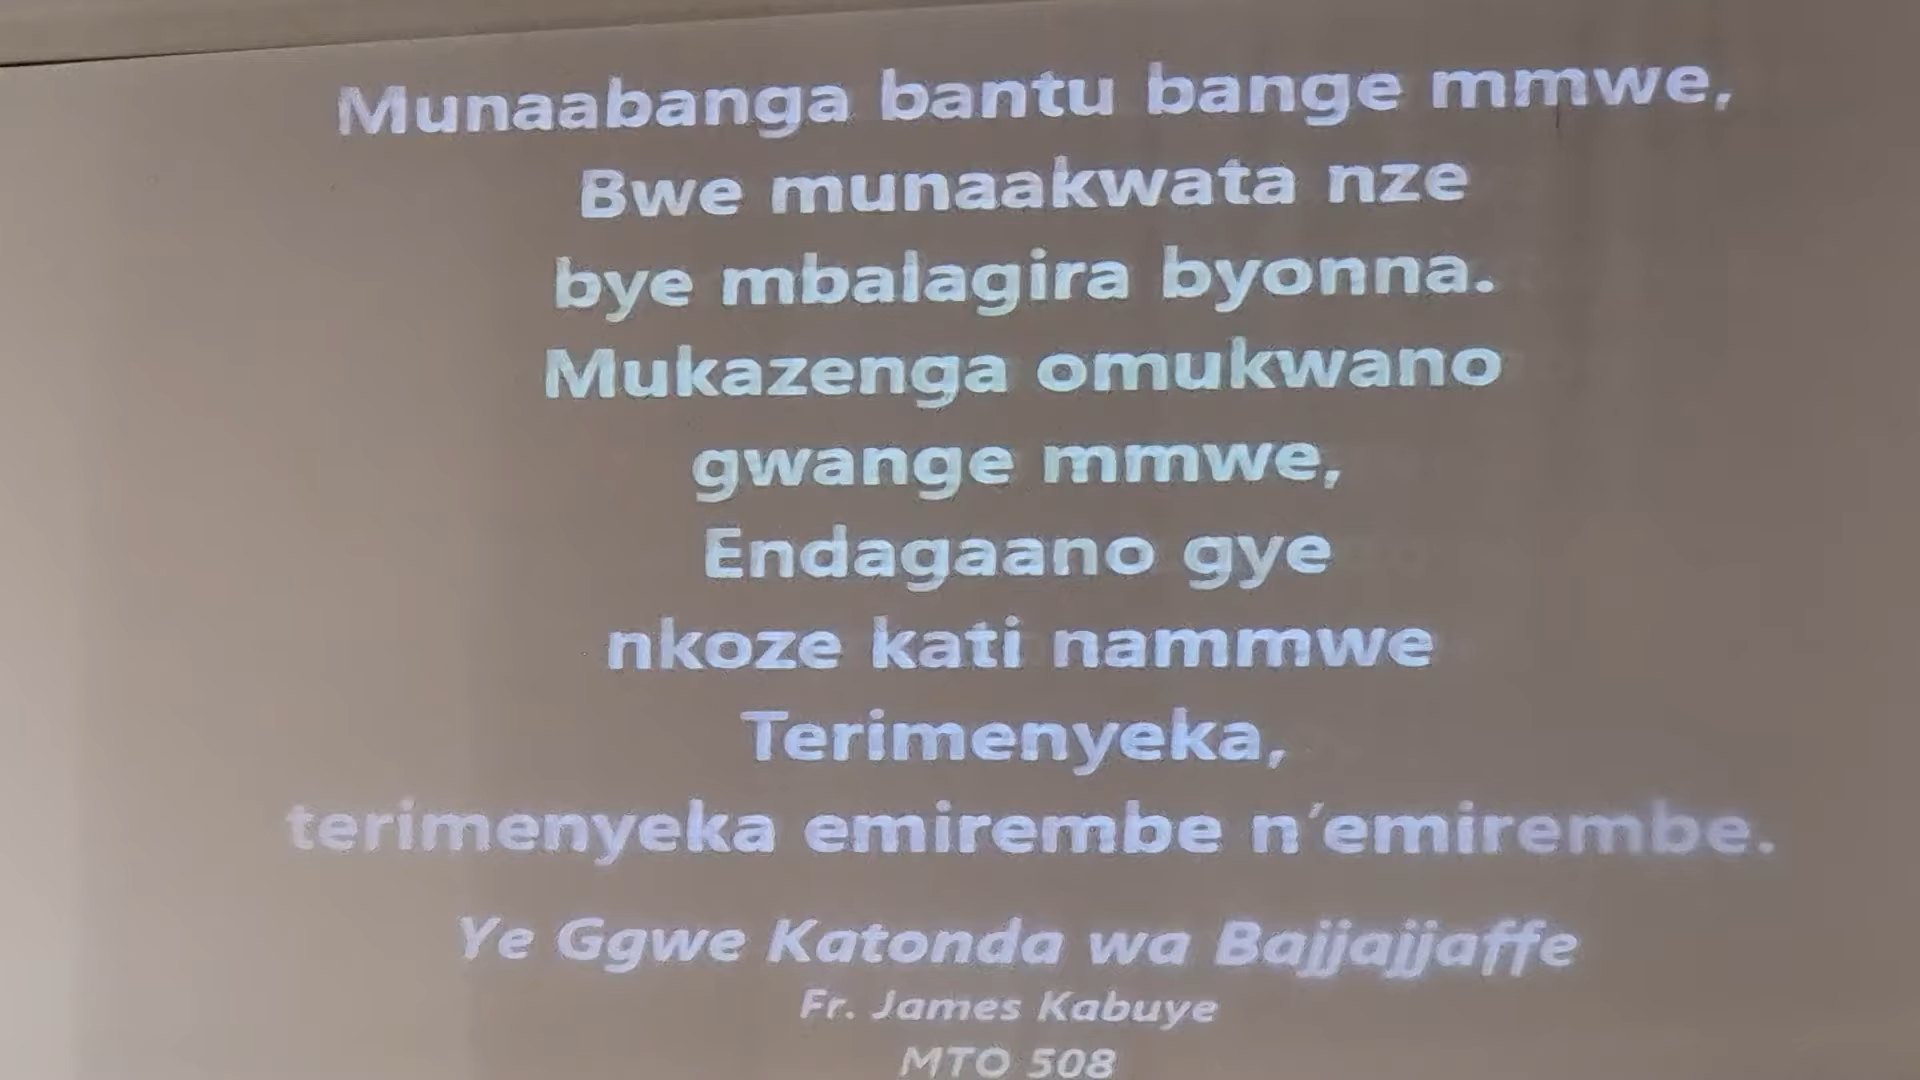 Munaabanga bantu bange mmwe,
Bwe munaakwata nze
bye mbalagira byonna.
Mukazenga omukwano
gwange mmwe,
Endagaano gye
nkoze kati nammwe
Terimenyeka,
terimenyeka emirembe n'emirembe.
Ye Ggwe Katonda wa Bajjajjaffe
Fr. James Kabuye
MTO 508